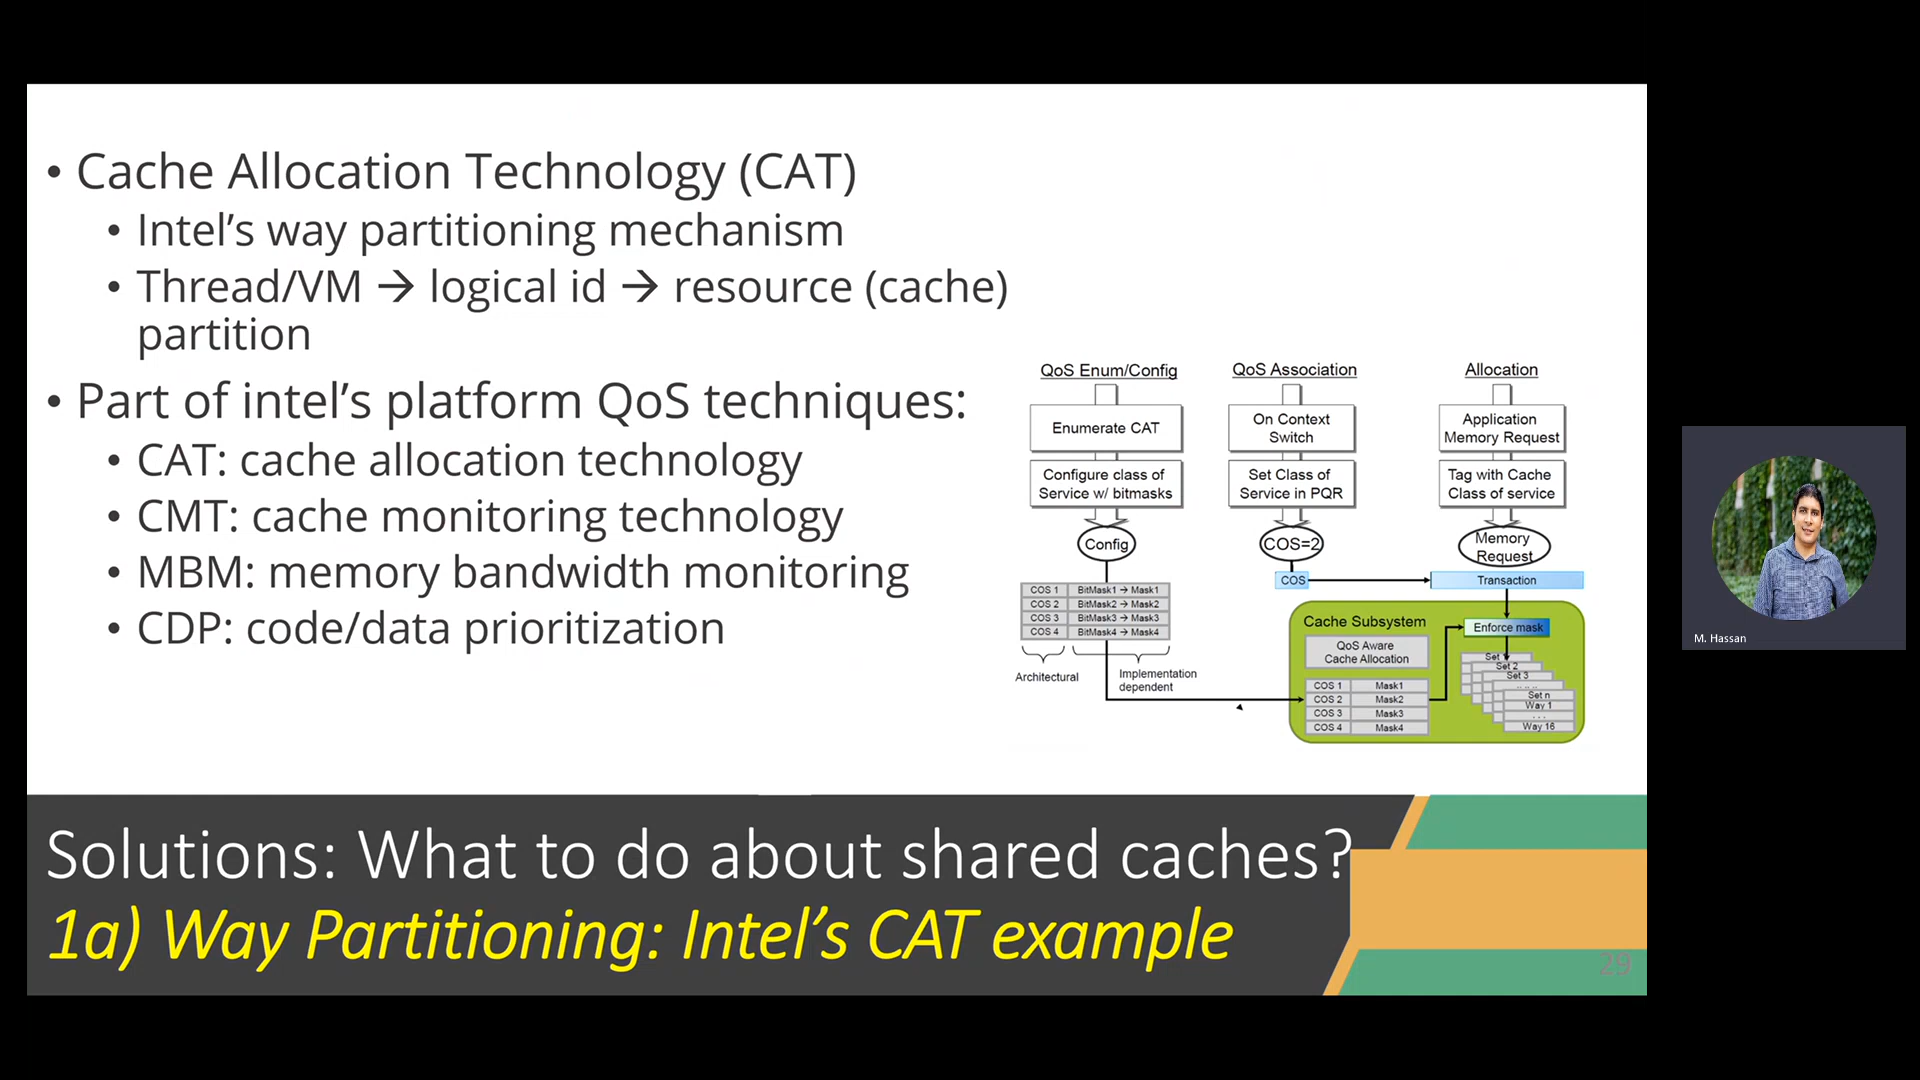 • Cache Allocation Technology (CAT)
• Intel’s way partitioning mechanism
• Thread/VM → logical id → resource (cache)
partition
• Part of intel’s platform QoS techniques:
• CAT: cache allocation technology
• CMT: cache monitoring technology
• MBM: memory bandwidth monitoring
• CDP: code/data prioritization
QoS Enum/Config
Enumerate CAT
Configure class of
Service w/ bitmasks
Config
COS 1 BitMask1 → Mask1
COS 2 BitMask2 → Mask2
COS 3 BitMask3 → Mask3
COS 4 BitMask4 → Mask4
Architectural
Implementation
dependent
QoS Association
On Context
Switch
Set Class of
Service in PQR
COS=2
COS
Allocation
Application
Memory Request
Tag with Cache
Class of service
Memory
Request
Transaction
Cache Subsystem
Enforce mask
QoS Aware
Cache Allocation
COS 1 Mask1
COS 2 Mask2
COS 3 Mask3
COS 4 Mask4
Set
Set 2
Set 3
... ...
Set n
Way 1
. . .
Way 16
Solutions: What to do about shared caches?
1a) Way Partitioning: Intel’s CAT example
29
M. Hassan